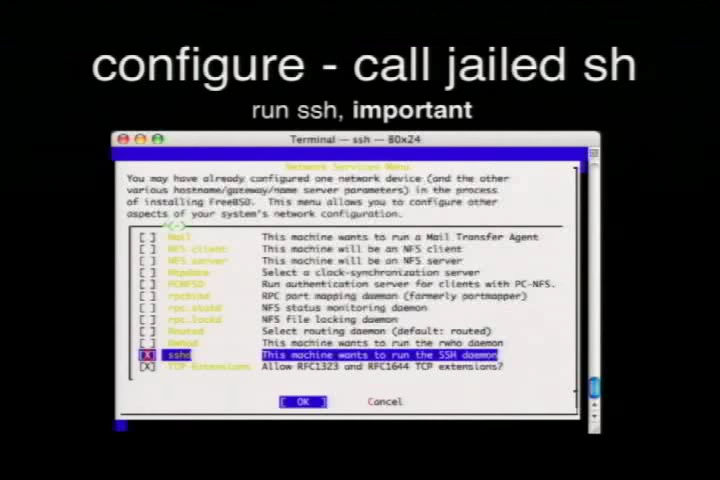 configure - call jailed sh
run ssh, important
Terminal — ssh — 80x24
Network Services Menu
You may have already configured one network device (and the other
various hostname/gateway/name server parameters) in the process
of installing FreeBSD. This menu allows you to configure other
aspects of your system's network configuration.
^(-)
[ ] Mail This machine wants to run a Mail Transfer Agent
[ ] NFS client This machine will be an NFS client
[ ] NFS server This machine will be an NFS server
[ ] Ntpdate Select a clock-synchronization server
[ ] PCNFSD Run authentication server for clients with PC-NFS.
[ ] rpcbind RPC port mapping daemon (formerly portmapper)
[ ] rpc.statd NFS status monitoring daemon
[ ] rpc.lockd NFS file locking daemon
[ ] Routed Select routing daemon (default: routed)
[ ] Rwhod This machine wants to run the rwho daemon
[X] sshd This machine wants to run the SSH daemon
[X] TCP Extensions Allow RFC1323 and RFC1644 TCP extensions?
[ OK ] Cancel